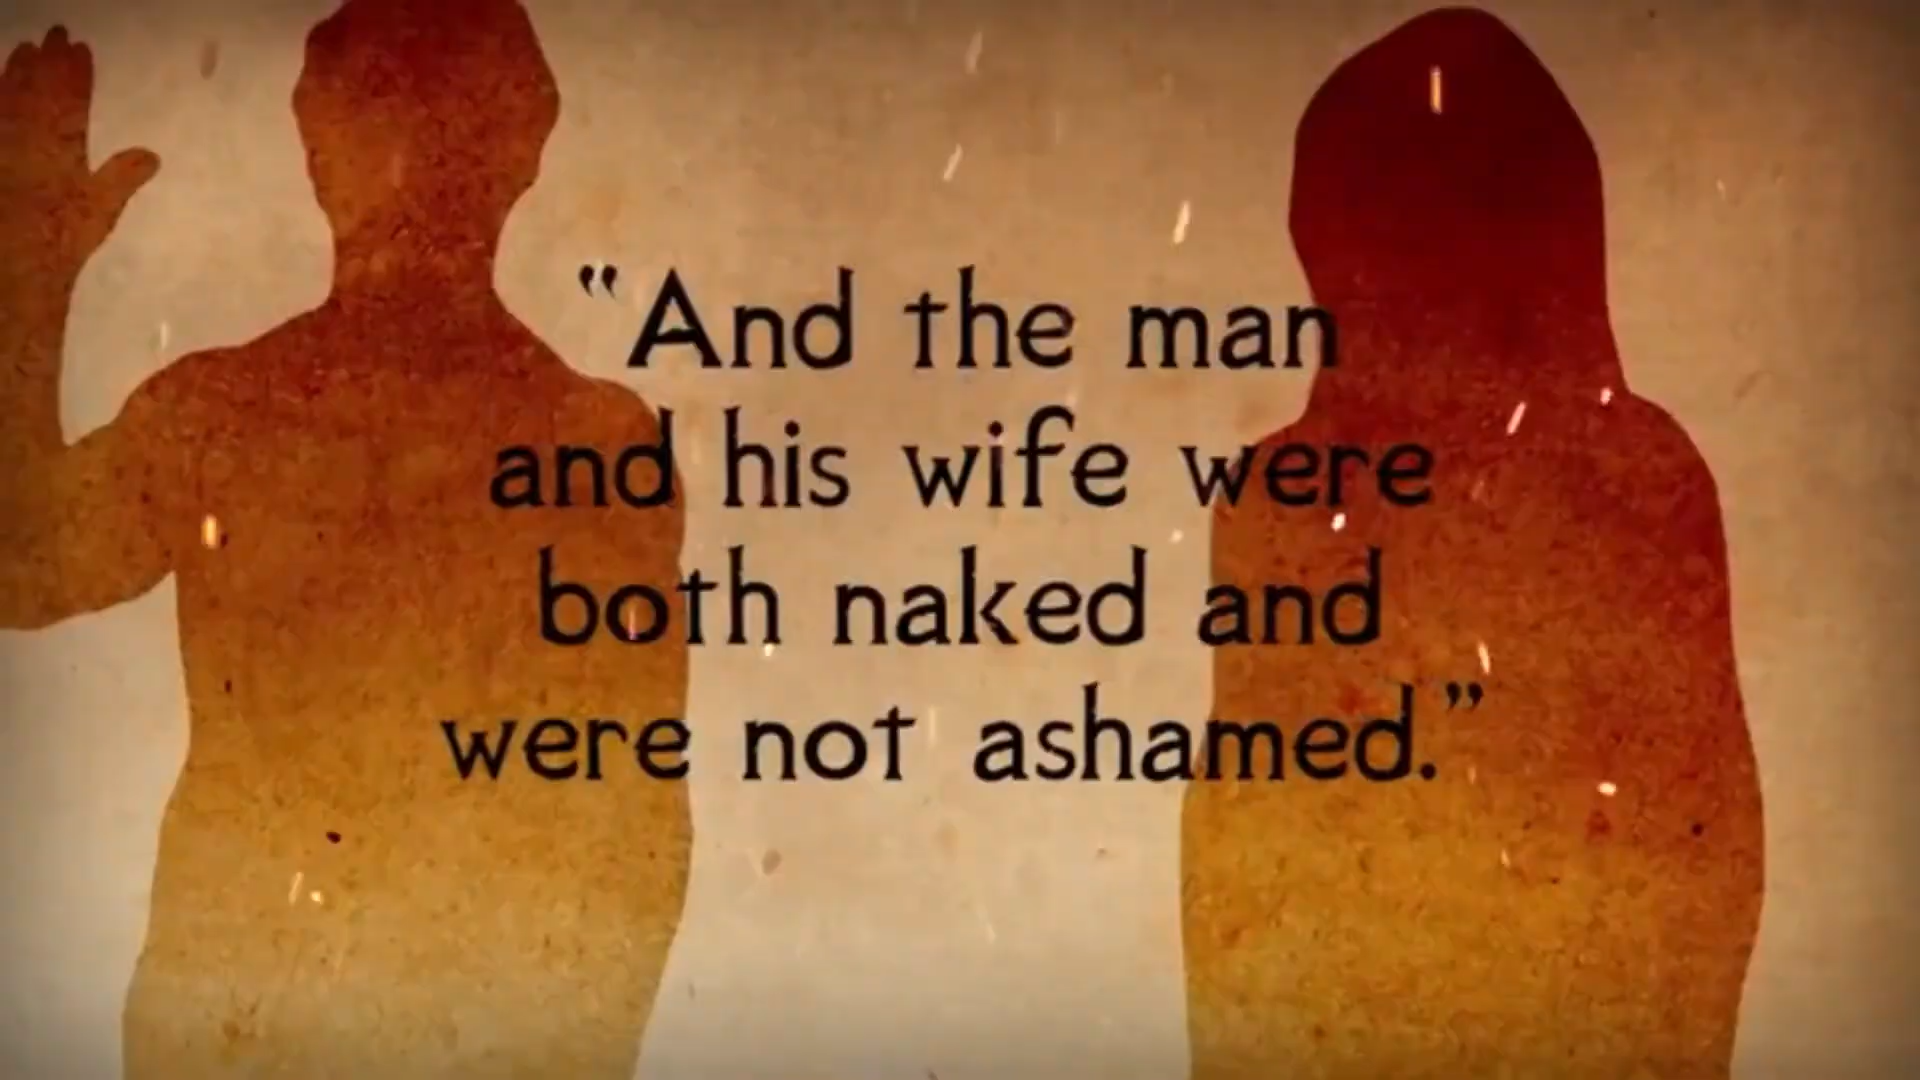 “And the man
and his wife were
both naked and
were not ashamed.”